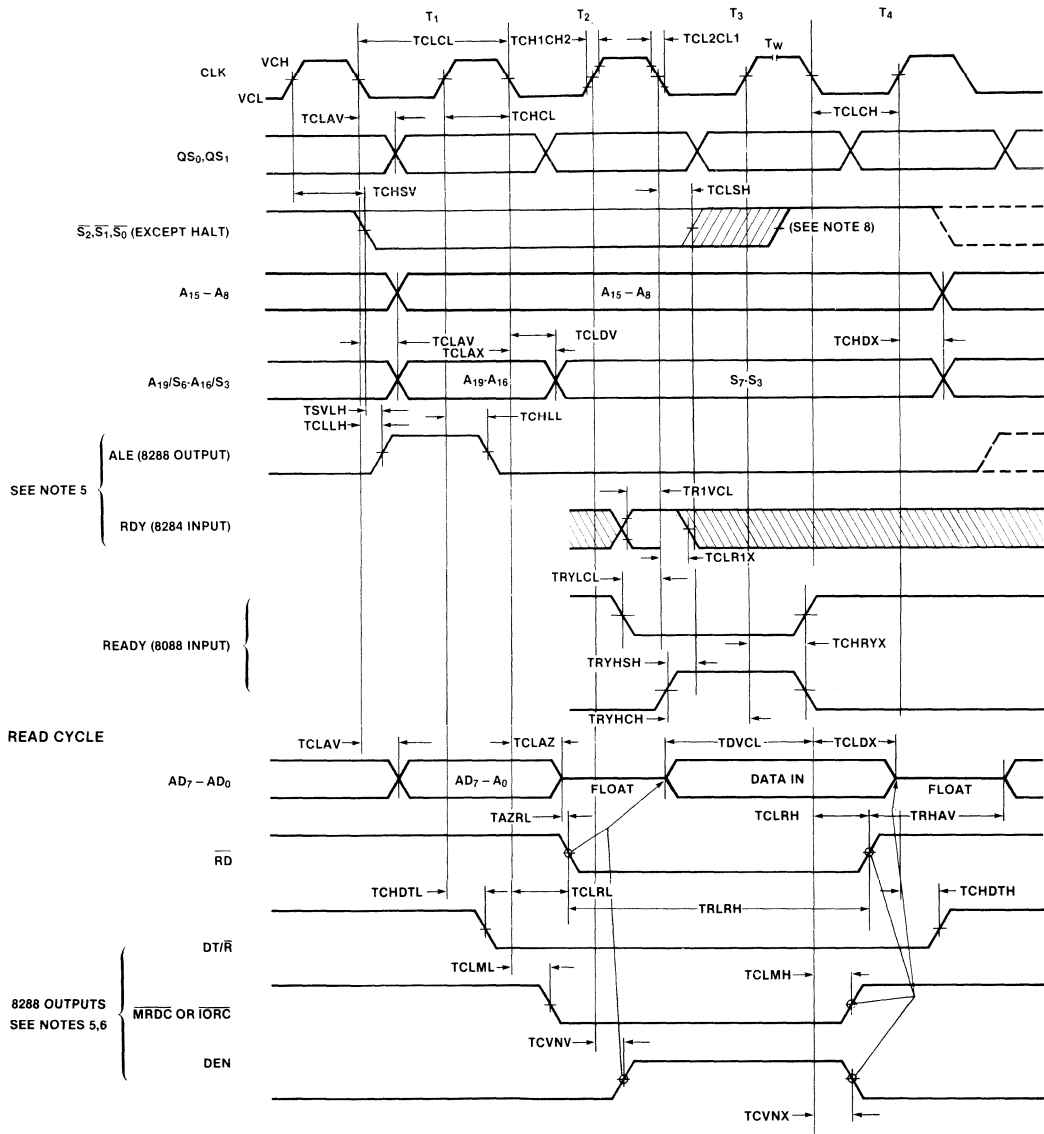 T1 T2 T3 T4
TCLCL TCH1CH2 TCL2CL1 TW
CLK VCH
VCL
TCLAV TCHCL TCLCH
QS0,QS1
TCHSV TCLSH
S2,S1,S0 (EXCEPT HALT) (SEE NOTE 8)
A15 – A8 A15 – A8
TCLAV TCLDV TCHDX
TCLAX
A19/S6-A16/S3 A19-A16 S7-S3
TSVLH TCHLL
TCLLH
ALE (8288 OUTPUT)
SEE NOTE 5
TR1VCL
RDY (8284 INPUT)
TCLR1X
TRYLCL
READY (8088 INPUT) TCHRYX
TRYHSH
TRYHCH
READ CYCLE
TCLAV TCLAZ TDVCL TCLDX
AD7 – AD0 AD7 – A0 FLOAT DATA IN FLOAT
TAZRL TCLRH TRHAV
RD
TCHDTL TCLRL TRLRH TCHDTH
DT/R
TCLML TCLMH
8288 OUTPUTS
SEE NOTES 5,6
MRDC OR IORC
TCVNV
DEN
TCVNX